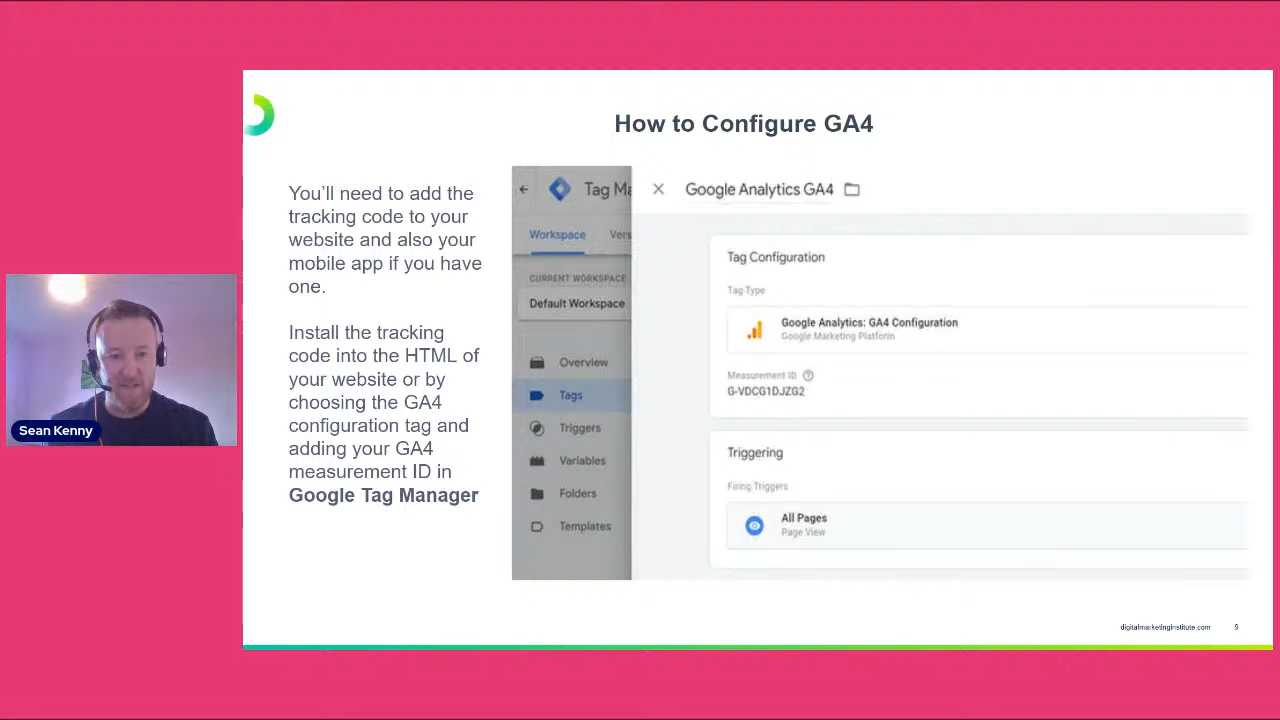 How to Configure GA4
You'll need to add the
tracking code to your
website and also your
mobile app if you have
one.
Install the tracking
code into the HTML of
your website or by
choosing the GA4
configuration tag and
adding your GA4
measurement ID in
Google Tag Manager
Tag Ma
Workspace Vers
CURRENT WORKSPACE
Default Workspace
Overview
Tags
Triggers
Variables
Folders
Templates
Google Analytics GA4
Tag Configuration
Tag Type
Google Analytics: GA4 Configuration
Google Marketing Platform
Measurement ID
G-VDCG1DJZG2
Triggering
Firing Triggers
All Pages
Page View
Sean Kenny
digitalmarketinginstitute.com 9